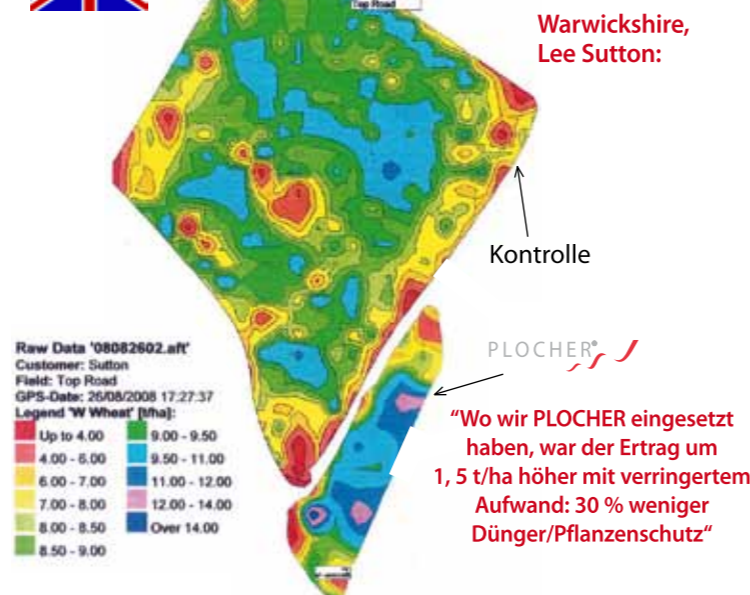 Top Road
Warwickshire,
Lee Sutton:
Kontrolle
Raw Data '08082602.aft'
Customer: Sutton
Field: Top Road
GPS-Date: 26/08/2008 17:27:37
Legend 'W Wheat' [t/ha]:
Up to 4.00
4.00 - 6.00
6.00 - 7.00
7.00 - 8.00
8.00 - 8.50
8.50 - 9.00
9.00 - 9.50
9.50 - 11.00
11.00 - 12.00
12.00 - 14.00
Over 14.00
PLOCHER®
“Wo wir PLOCHER eingesetzt
haben, war der Ertrag um
1, 5 t/ha höher mit verringertem
Aufwand: 30 % weniger
Dünger/Pflanzenschutz“